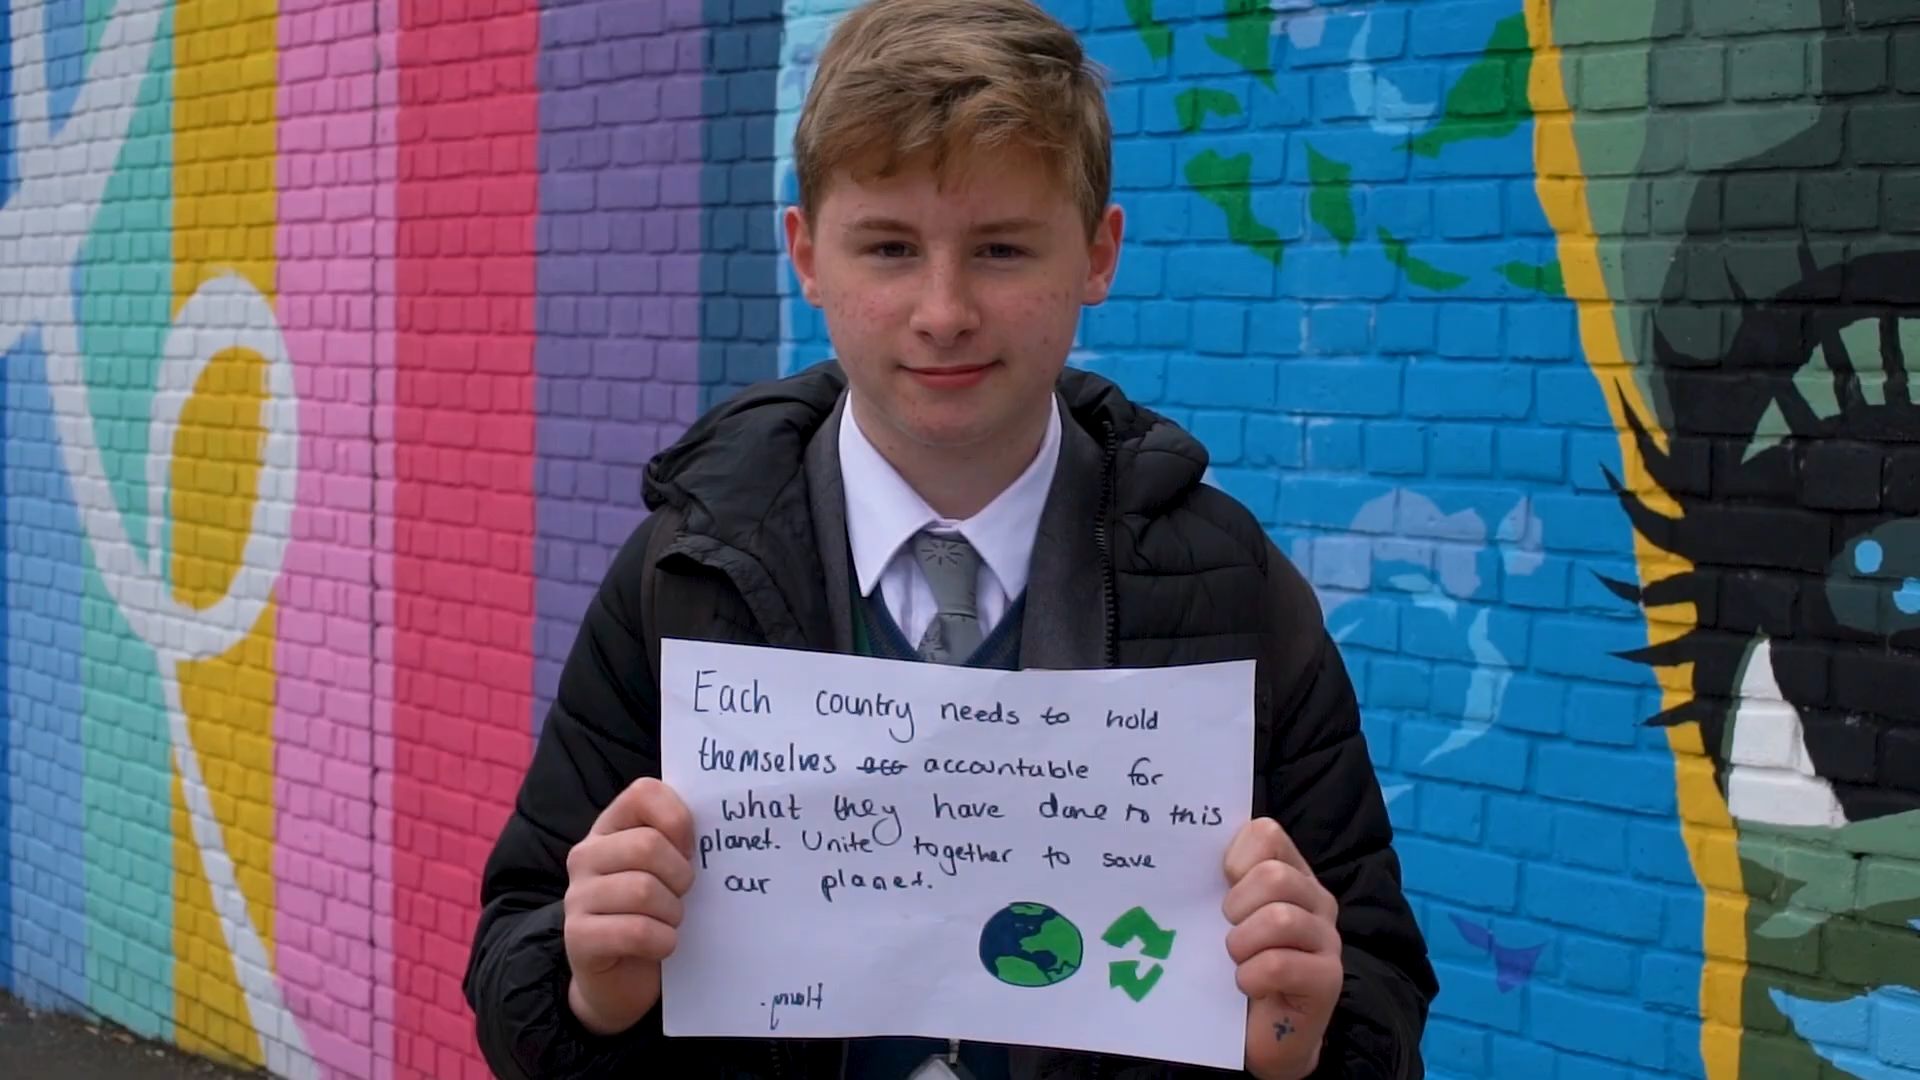 Each country needs to hold
themselves acc accountable for
what they have done to this
planet. Unite together to save
our planet.